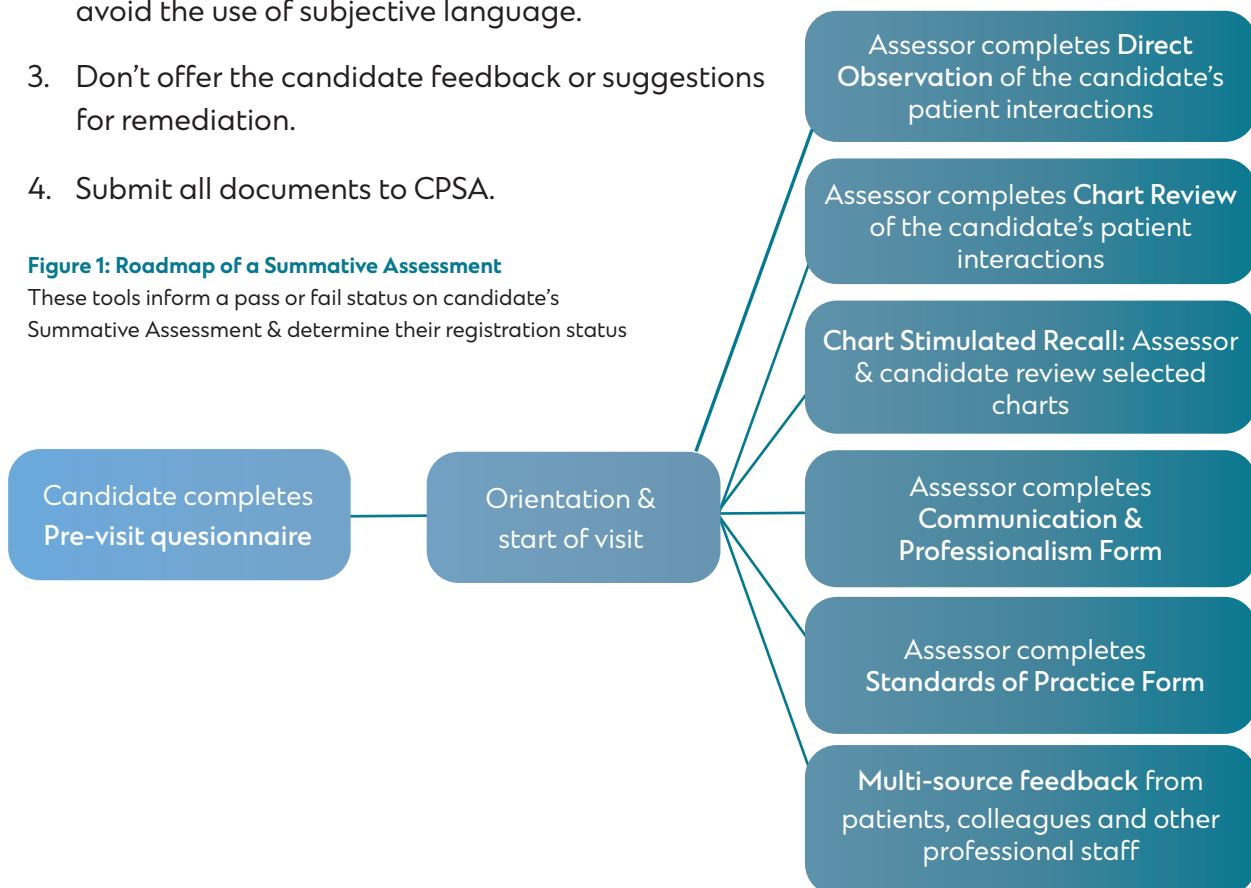 avoid the use of subjective language.
3. Don’t offer the candidate feedback or suggestions
for remediation.
4. Submit all documents to CPSA.
Figure 1: Roadmap of a Summative Assessment
These tools inform a pass or fail status on candidate’s
Summative Assessment & determine their registration status
Candidate completes
Pre-visit quesionnaire
Orientation &
start of visit
Assessor completes Direct
Observation of the candidate’s
patient interactions
Assessor completes Chart Review
of the candidate’s patient
interactions
Chart Stimulated Recall: Assessor
& candidate review selected
charts
Assessor completes
Communication &
Professionalism Form
Assessor completes
Standards of Practice Form
Multi-source feedback from
patients, colleagues and other
professional staff